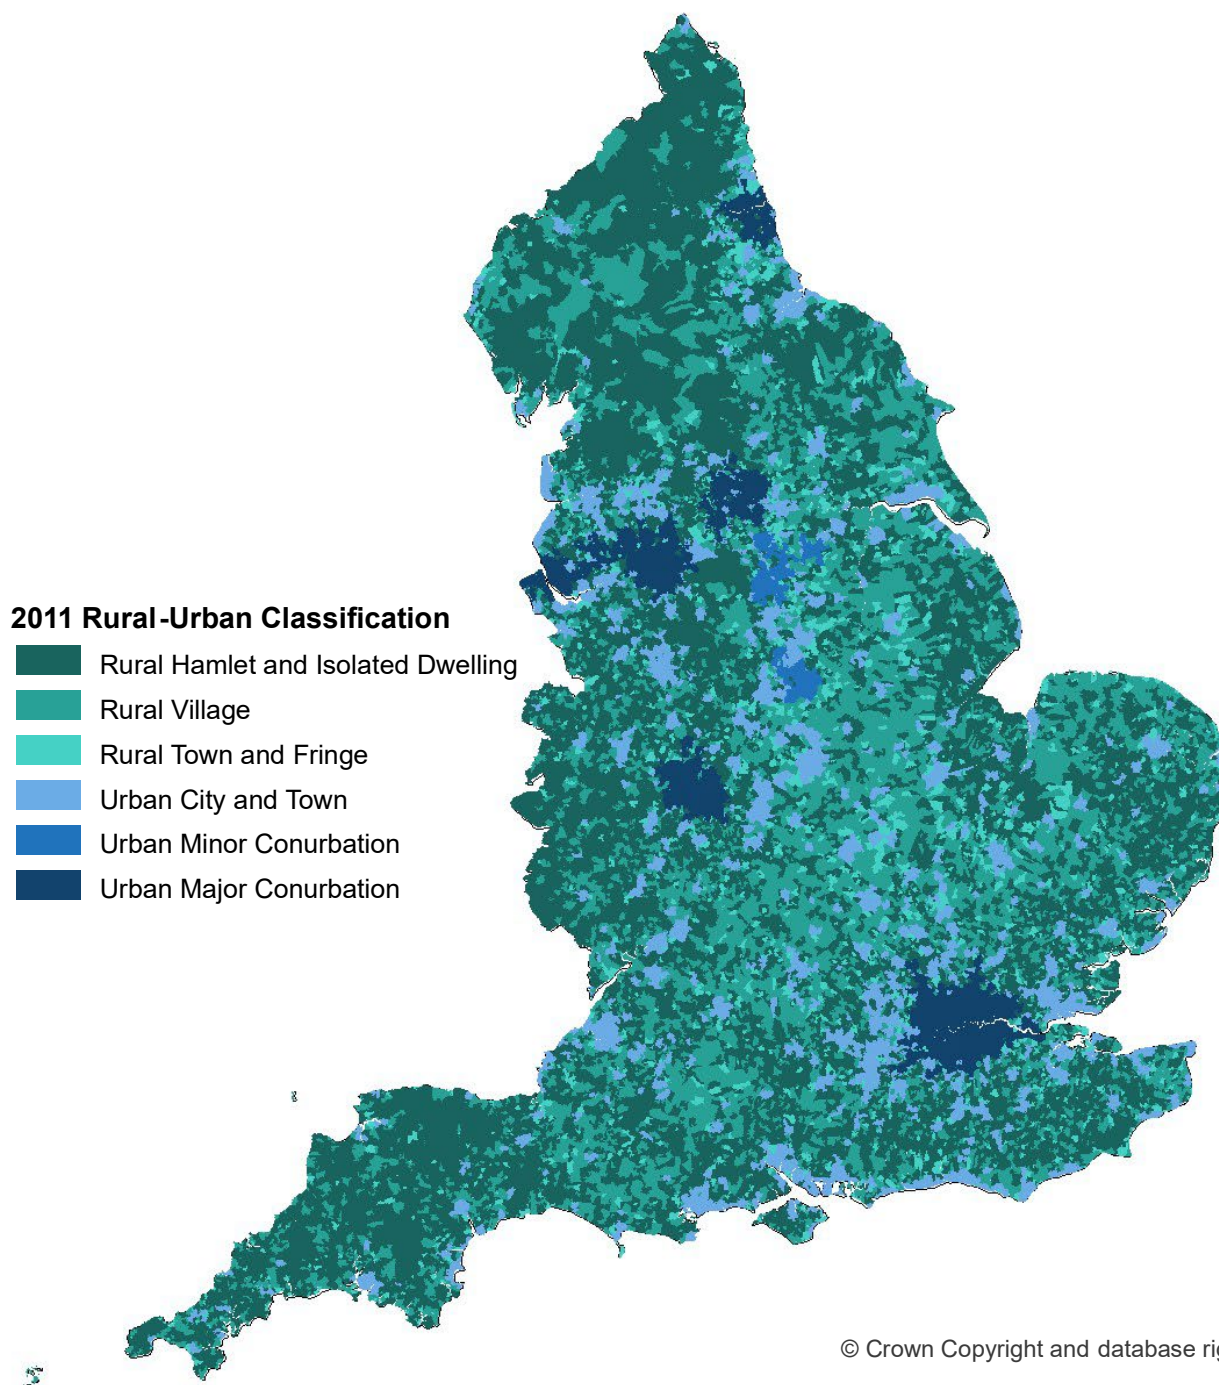 2011 Rural-Urban Classification
Rural Hamlet and Isolated Dwelling
Rural Village
Rural Town and Fringe
Urban City and Town
Urban Minor Conurbation
Urban Major Conurbation
© Crown Copyright and database